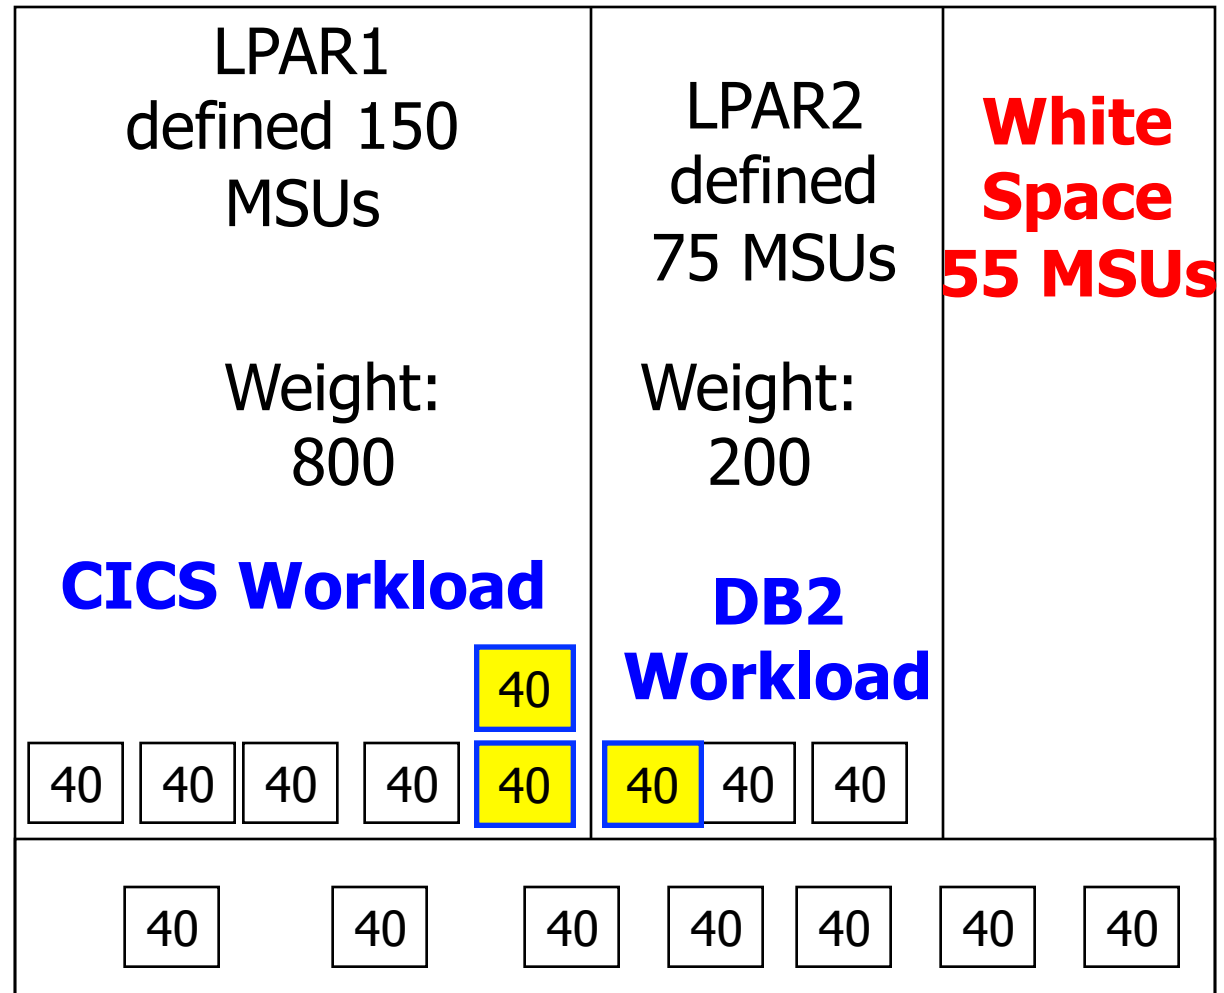 LPAR1
defined 150
MSUs
Weight:
800
CICS Workload
40
40 40 40 40 40
LPAR2
defined
75 MSUs
Weight:
200
DB2
Workload
40 40 40
White
Space
55 MSUs
40 40 40 40 40 40 40